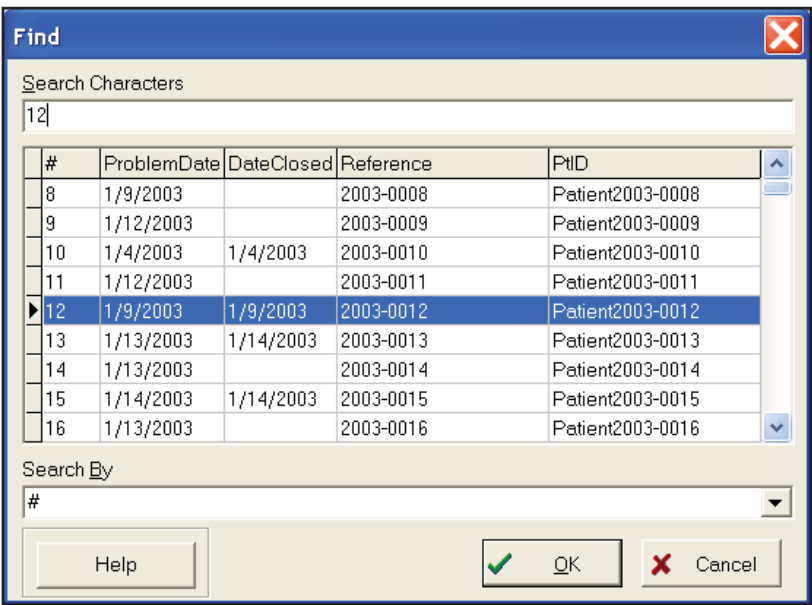 Find
Search Characters
12
# ProblemDate DateClosed Reference PtID
8 1/9/2003 2003-0008 Patient2003-0008
9 1/12/2003 2003-0009 Patient2003-0009
10 1/4/2003 1/4/2003 2003-0010 Patient2003-0010
11 1/12/2003 2003-0011 Patient2003-0011
12 1/9/2003 1/9/2003 2003-0012 Patient2003-0012
13 1/13/2003 1/14/2003 2003-0013 Patient2003-0013
14 1/13/2003 2003-0014 Patient2003-0014
15 1/14/2003 1/14/2003 2003-0015 Patient2003-0015
16 1/13/2003 2003-0016 Patient2003-0016
Search By
#
Help OK Cancel